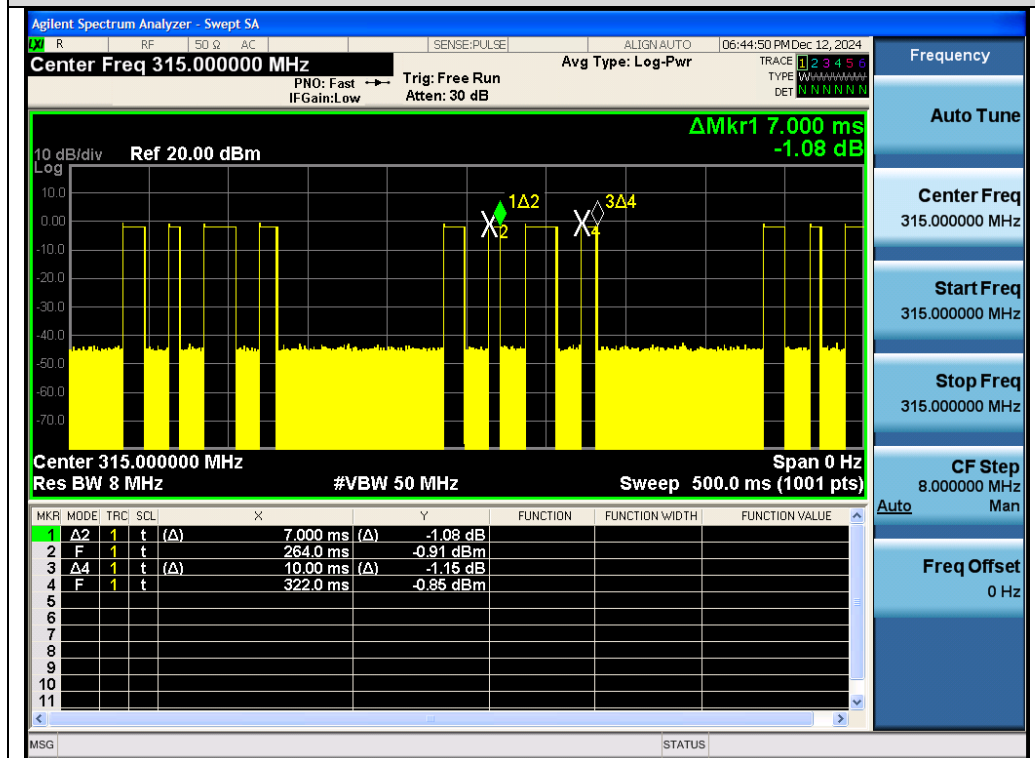 Agilent Spectrum Analyzer - Swept SA
LXI R RF 50 Ω AC SENSE:PULSE ALIGN AUTO 06:44:50 PM Dec 12, 2024
Center Freq 315.000000 MHz
PNO: Fast
IFGain:Low
Trig: Free Run
Atten: 30 dB
Avg Type: Log-Pwr
TRACE 1 2 3 4 5 6
TYPE WWWWWW
DET N N N N N N
ΔMkr1 7.000 ms
-1.08 dB
10 dB/div Ref 20.00 dBm
Log
10.0
0.00
-10.0
-20.0
-30.0
-40.0
-50.0
-60.0
-70.0
1Δ2
2
3Δ4
4
Center 315.000000 MHz Span 0 Hz
Res BW 8 MHz #VBW 50 MHz Sweep 500.0 ms (1001 pts)
MKR MODE TRC SCL X Y FUNCTION FUNCTION WIDTH FUNCTION VALUE
1 Δ2 1 t (Δ) 7.000 ms (Δ) -1.08 dB
2 F 1 t 264.0 ms -0.91 dBm
3 Δ4 1 t (Δ) 10.00 ms (Δ) -1.15 dB
4 F 1 t 322.0 ms -0.85 dBm
5
6
7
8
9
10
11
MSG STATUS
Frequency
Auto Tune
Center Freq
315.000000 MHz
Start Freq
315.000000 MHz
Stop Freq
315.000000 MHz
CF Step
8.000000 MHz
Auto Man
Freq Offset
0 Hz